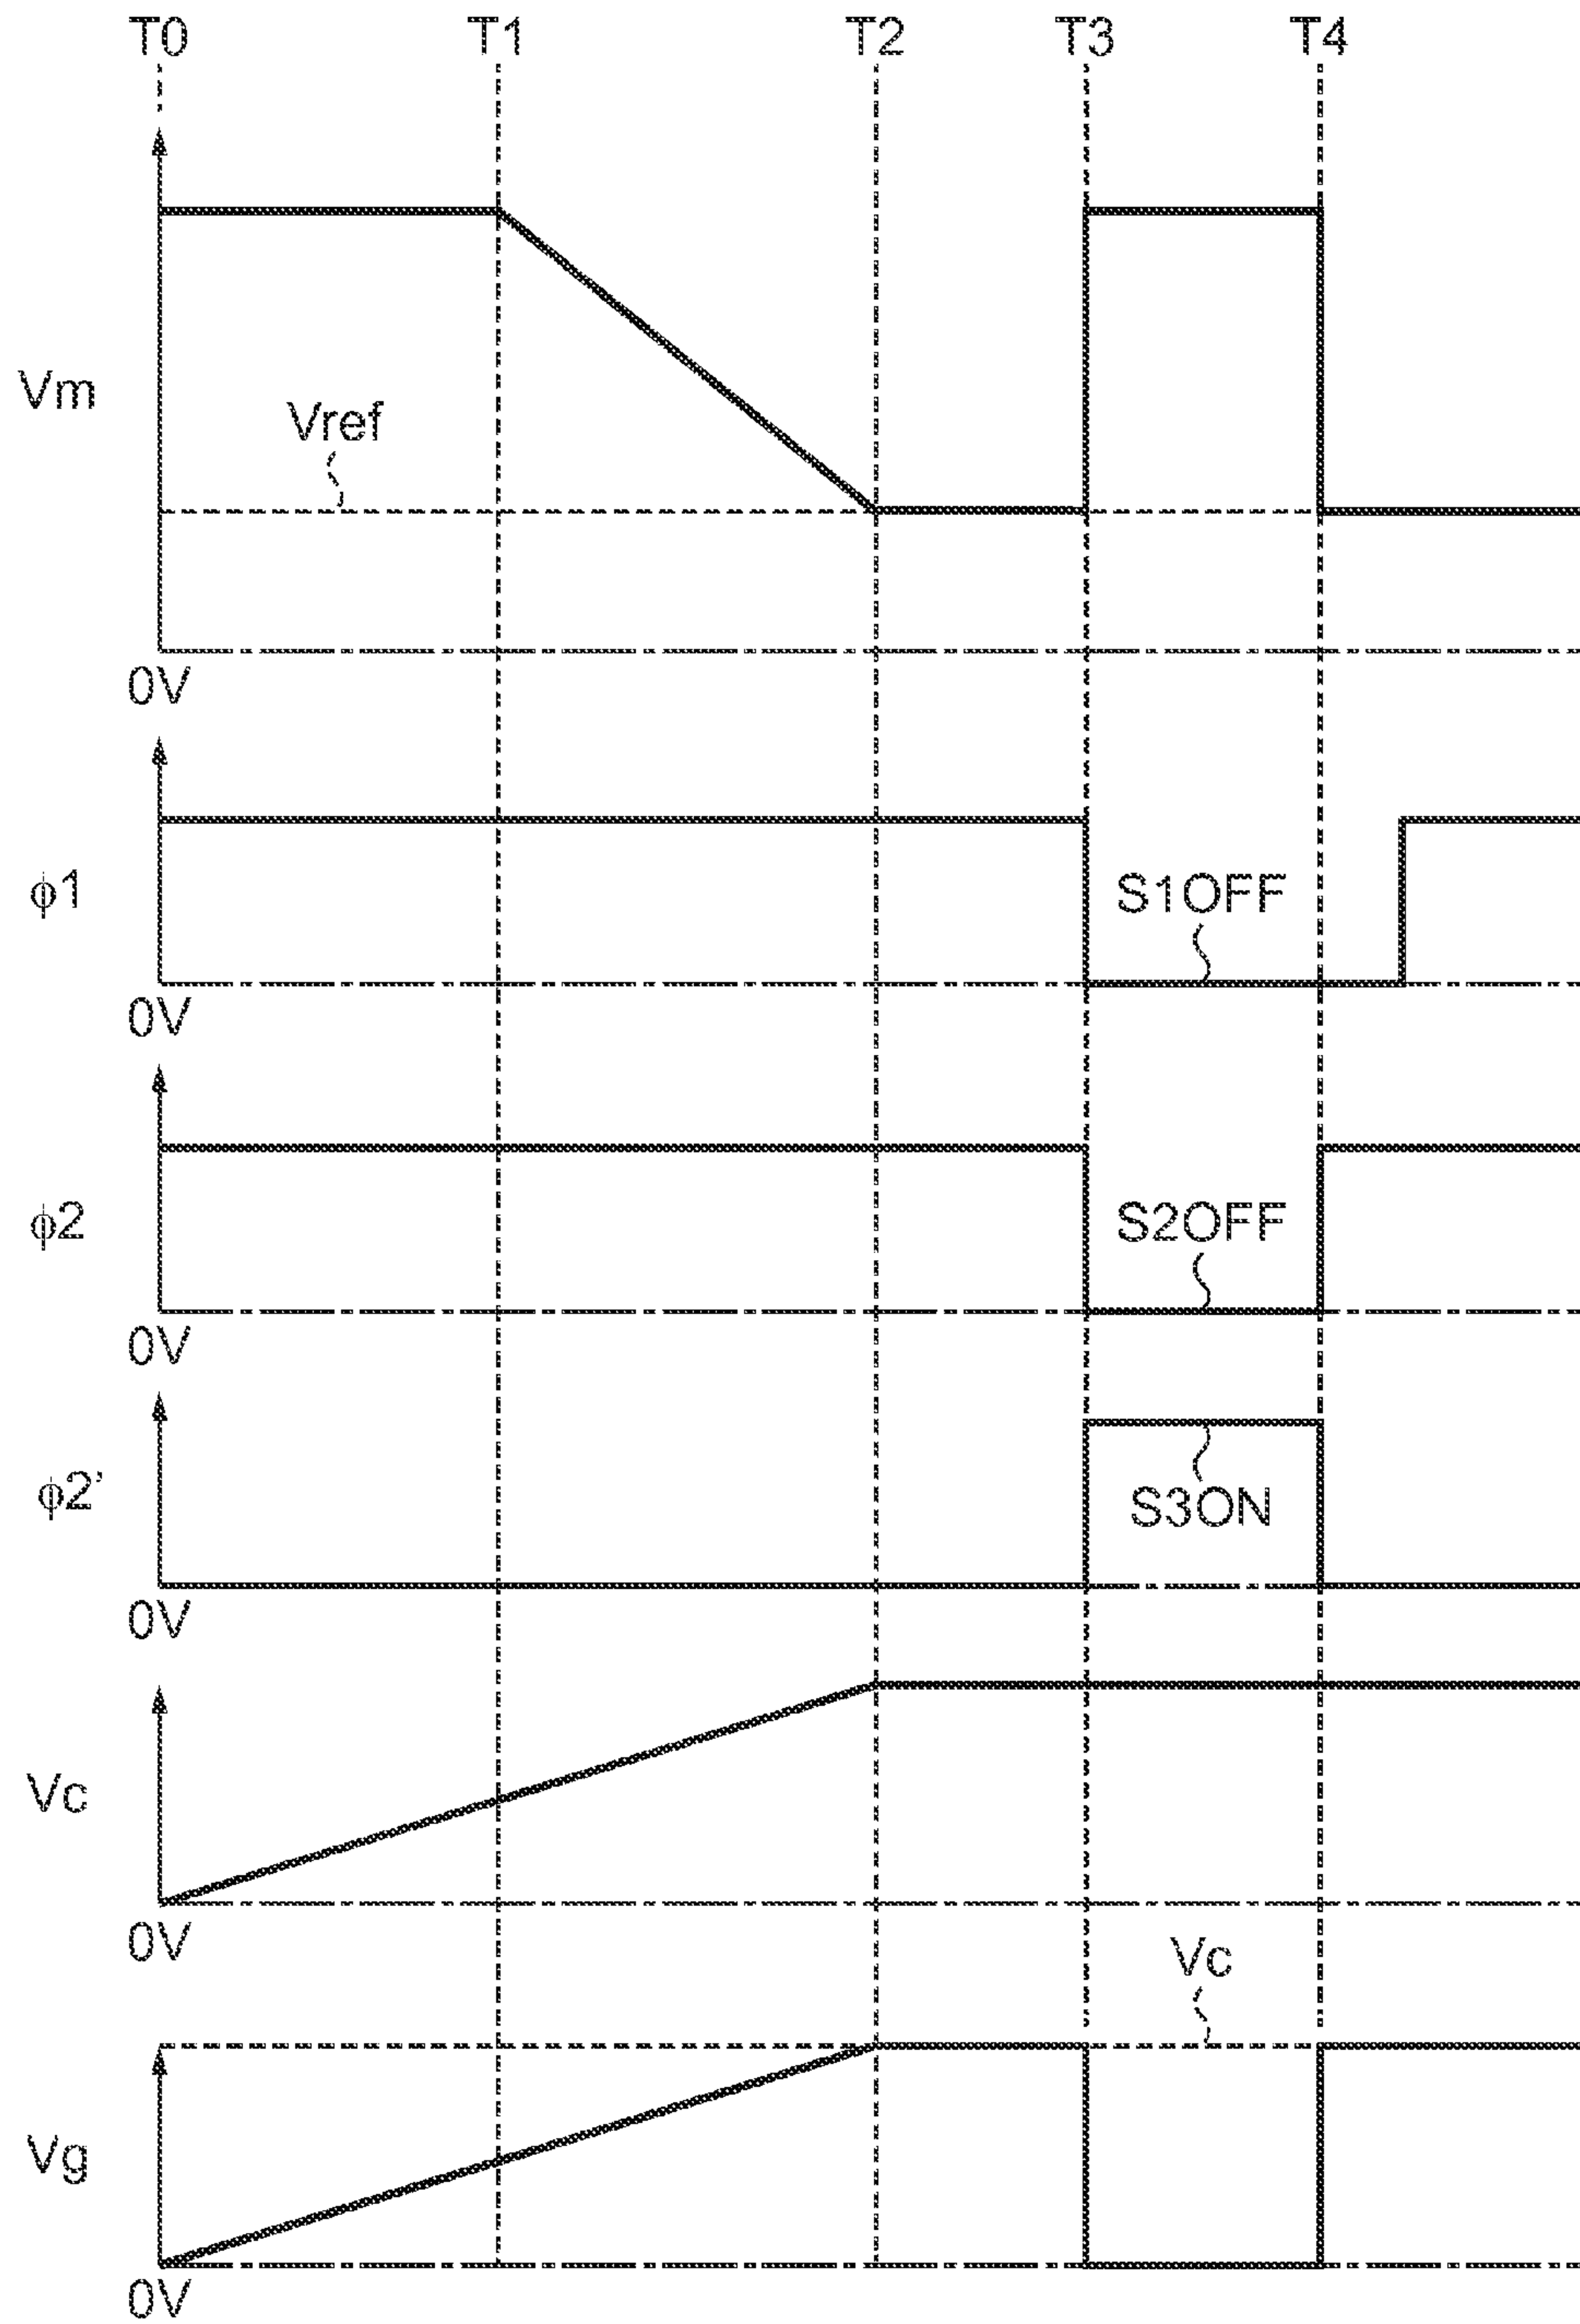 T0 T1 T2 T3 T4
Vm
Vref
0V
φ1
S1OFF
0V
φ2
S2OFF
0V
φ2'
S3ON
0V
Vc
0V
Vc
Vg
0V